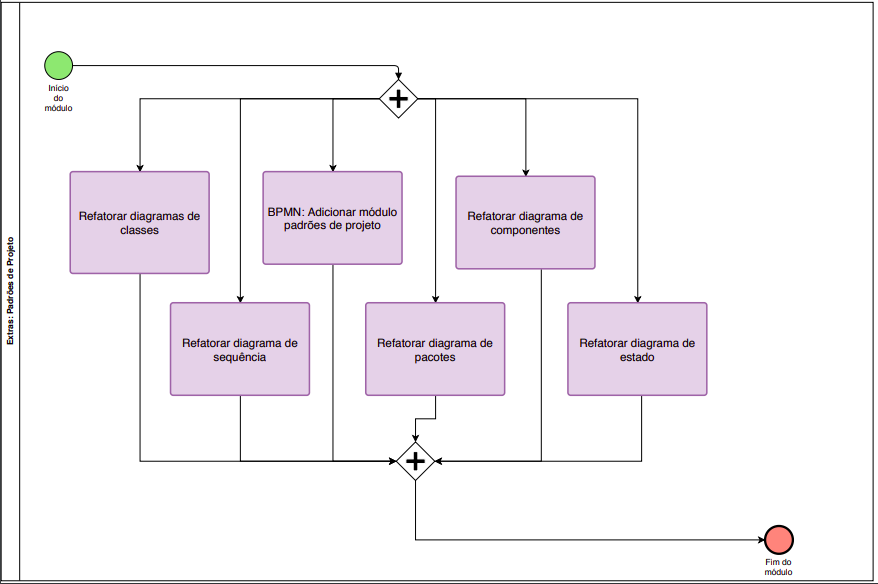 Extras: Padrões de Projeto
Início
do
módulo
Refatorar diagramas de
classes
BPMN: Adicionar módulo
padrões de projeto
Refatorar diagrama de
componentes
Refatorar diagrama de
sequência
Refatorar diagrama de
pacotes
Refatorar diagrama de
estado
Fim do
módulo